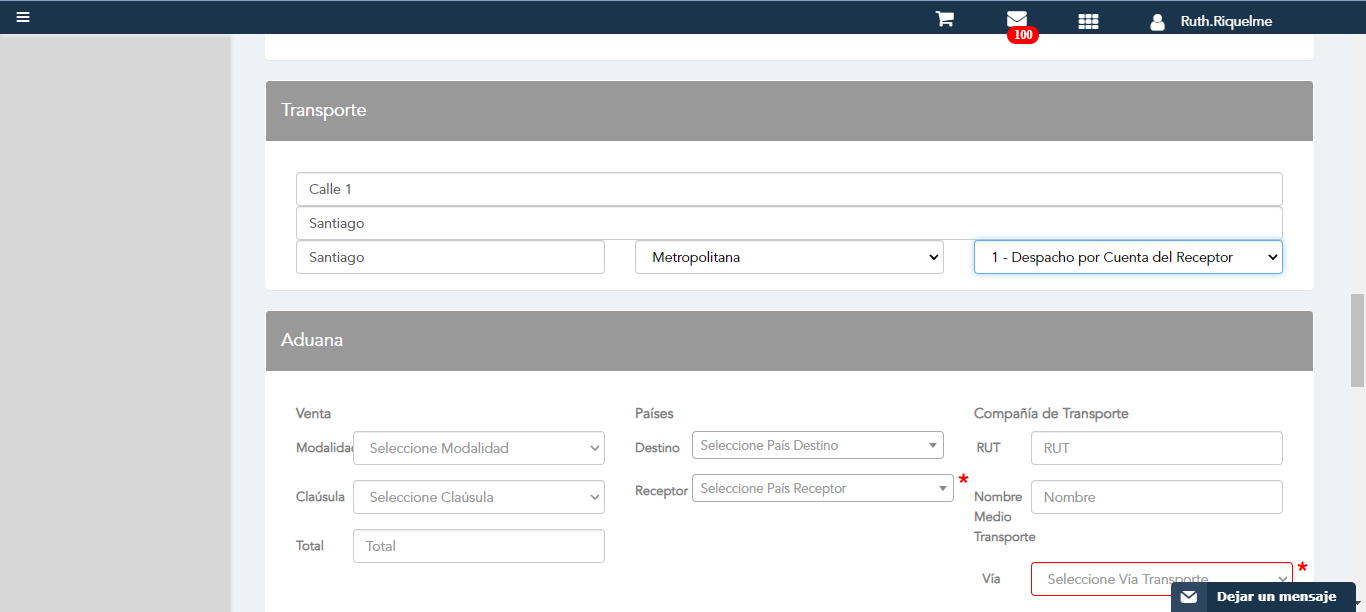 Ruth.Riquelme
100
Transporte
Calle 1
Santiago
Santiago
Metropolitana
1 - Despacho por Cuenta del Receptor
Aduana
Venta
Modalidad
Seleccione Modalidad
Claúsula
Seleccione Claúsula
Total
Total
Países
Destino
Seleccione País Destino
Receptor
Seleccione País Receptor
*
Compañía de Transporte
RUT
RUT
Nombre
Medio
Transporte
Nombre
Vía
Seleccione Vía Transporte
*
Dejar un mensaje